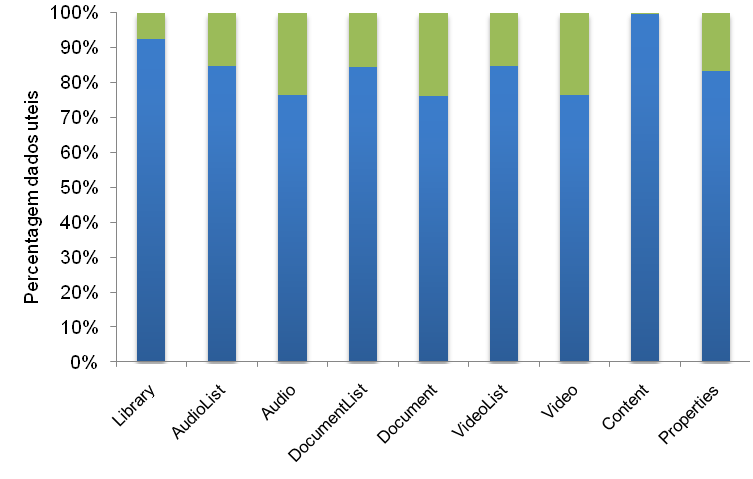 Percentagem dados uteis
100%
90%
80%
70%
60%
50%
40%
30%
20%
10%
0%
Library
AudioList
Audio
DocumentList
Document
VideoList
Video
Content
Properties